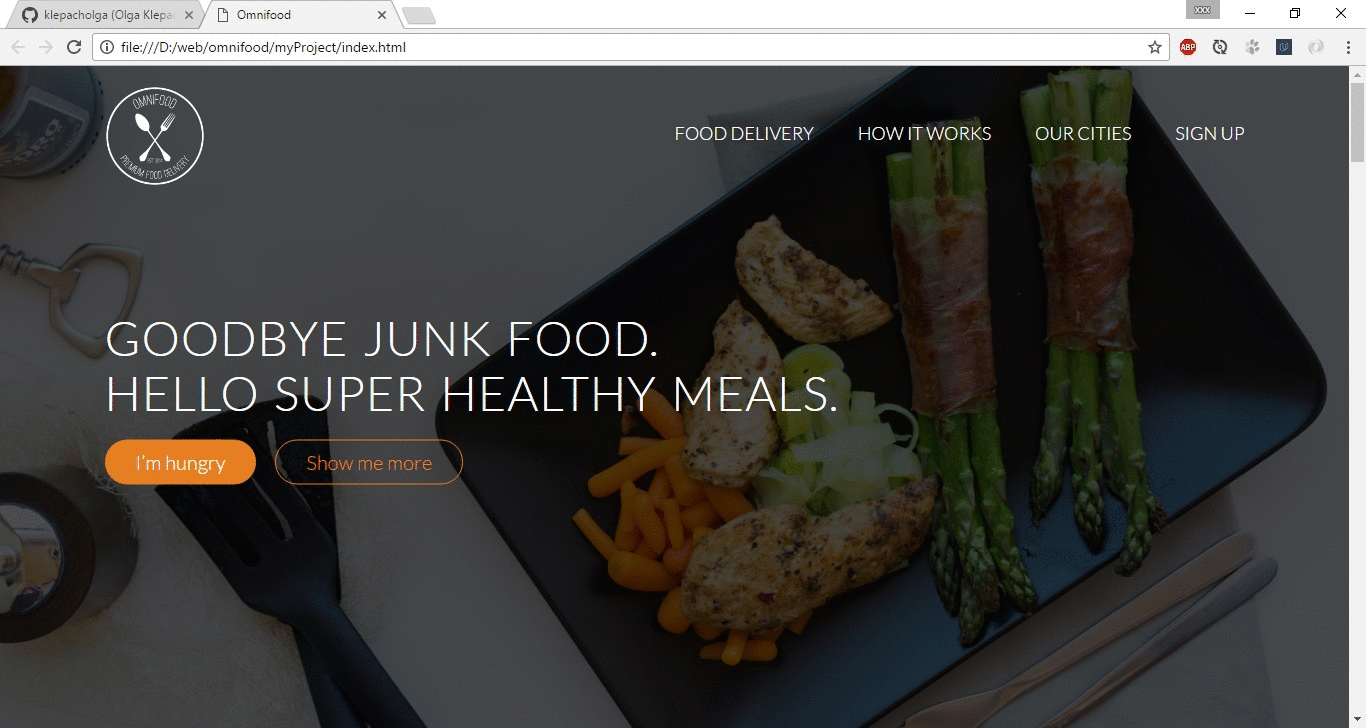 klepacholga (Olga Klepa
Omnifood
xxx
file:///D:/web/omnifood/myProject/index.html
ABP
OMNIFOOD
EST 2014
PREMIUM FOOD DELIVERY
FOOD DELIVERY
HOW IT WORKS
OUR CITIES
SIGN UP
GOODBYE JUNK FOOD.
HELLO SUPER HEALTHY MEALS.
I'm hungry
Show me more